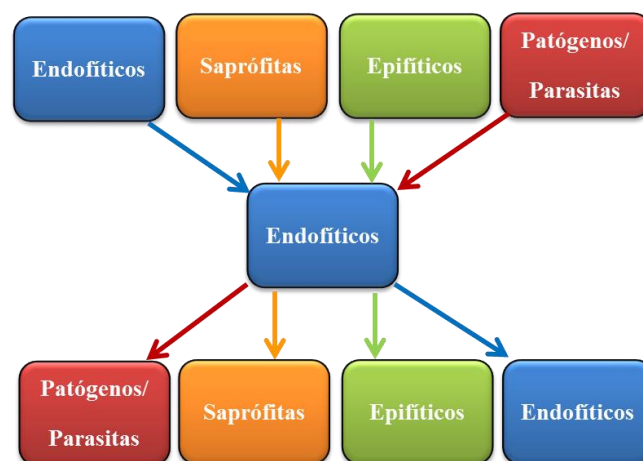 Endofíticos
Saprófitas
Epifíticos
Patógenos/
Parasitas
Endofíticos
Patógenos/
Parasitas
Saprófitas
Epifíticos
Endofíticos